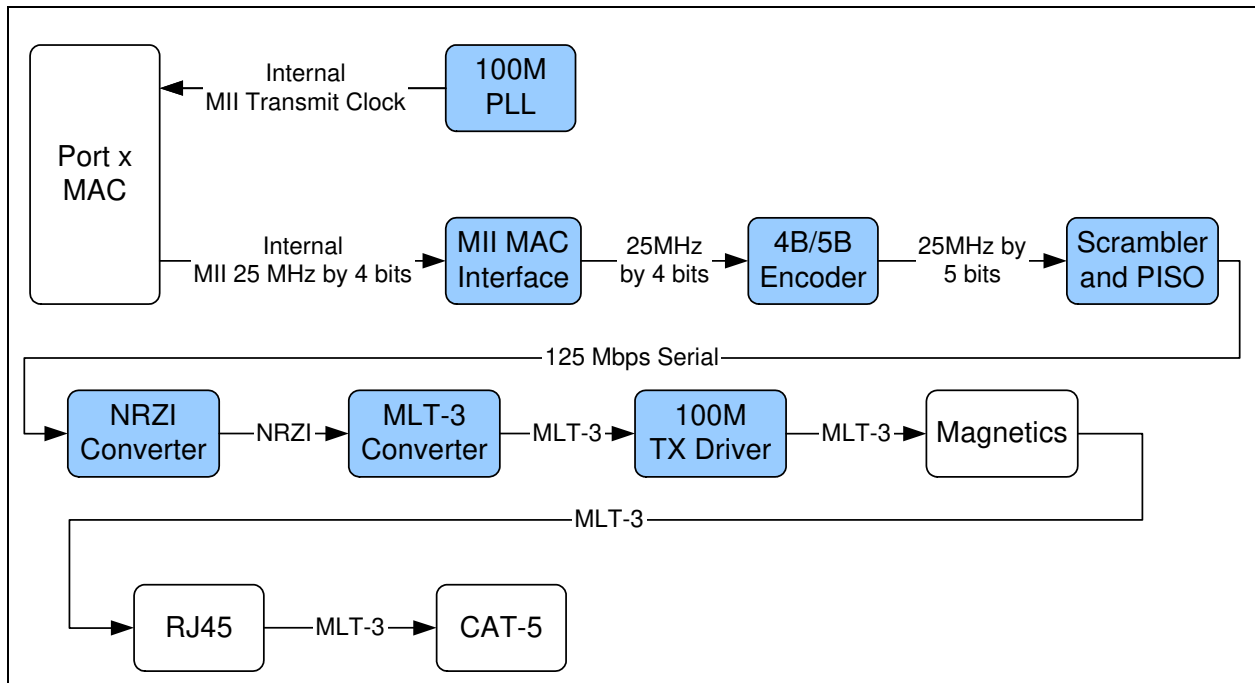 Internal
MII Transmit Clock
100M
PLL
Port x
MAC
Internal
MII 25 MHz by 4 bits
MII MAC
Interface
25MHz
by 4 bits
4B/5B
Encoder
25MHz by
5 bits
Scrambler
and PISO
125 Mbps Serial
NRZI
Converter
NRZI
MLT-3
Converter
MLT-3
100M
TX Driver
MLT-3
Magnetics
MLT-3
RJ45
MLT-3
CAT-5